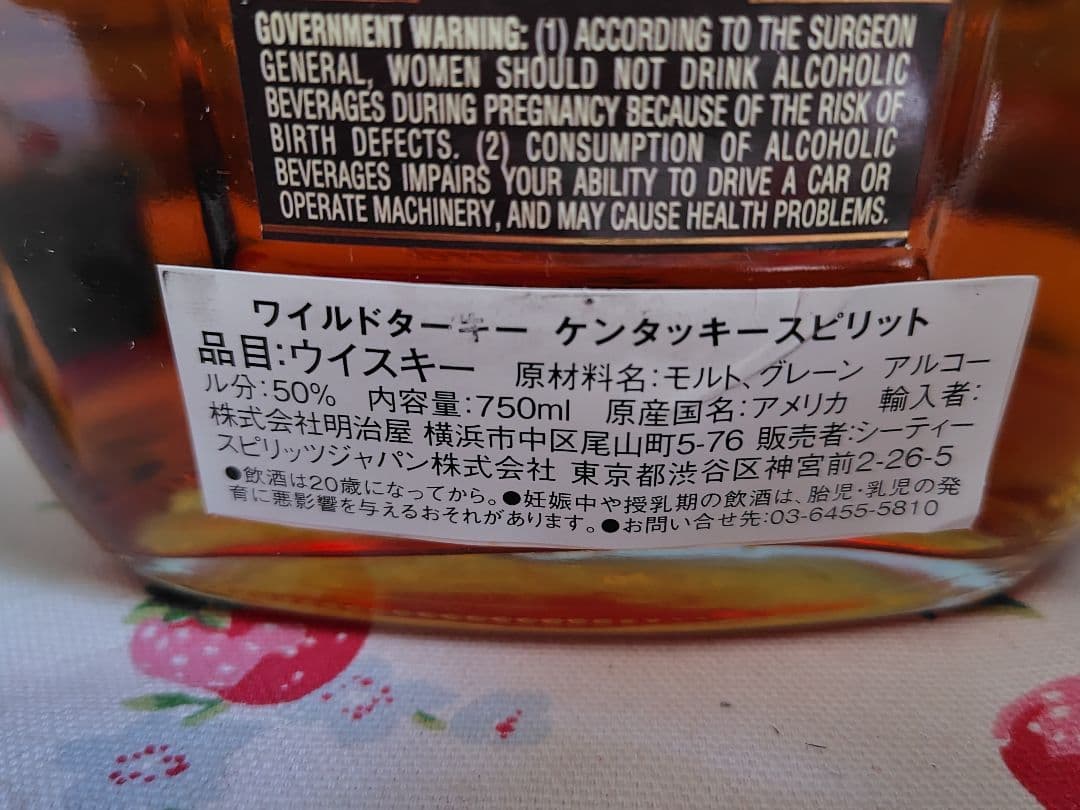 GOVERNMENT WARNING: (1) ACCORDING TO THE SURGEON
GENERAL, WOMEN SHOULD NOT DRINK ALCOHOLIC
BEVERAGES DURING PREGNANCY BECAUSE OF THE RISK OF
BIRTH DEFECTS. (2) CONSUMPTION OF ALCOHOLIC
BEVERAGES IMPAIRS YOUR ABILITY TO DRIVE A CAR OR
OPERATE MACHINERY, AND MAY CAUSE HEALTH PROBLEMS.
ワイルドターキー ケンタッキースピリット
品目:ウイスキー 原材料名:モルト、グレーン アルコー
ル分:50% 内容量:750ml 原産国名:アメリカ 輸入者:
株式会社明治屋 横浜市中区尾山町5-76 販売者:シーティー
スピリッツジャパン株式会社 東京都渋谷区神宮前2-26-5
●飲酒は20歳になってから。●妊娠中や授乳期の飲酒は、胎児・乳児の発
育に悪影響を与えるおそれがあります。●お問い合せ先:03-6455-5810